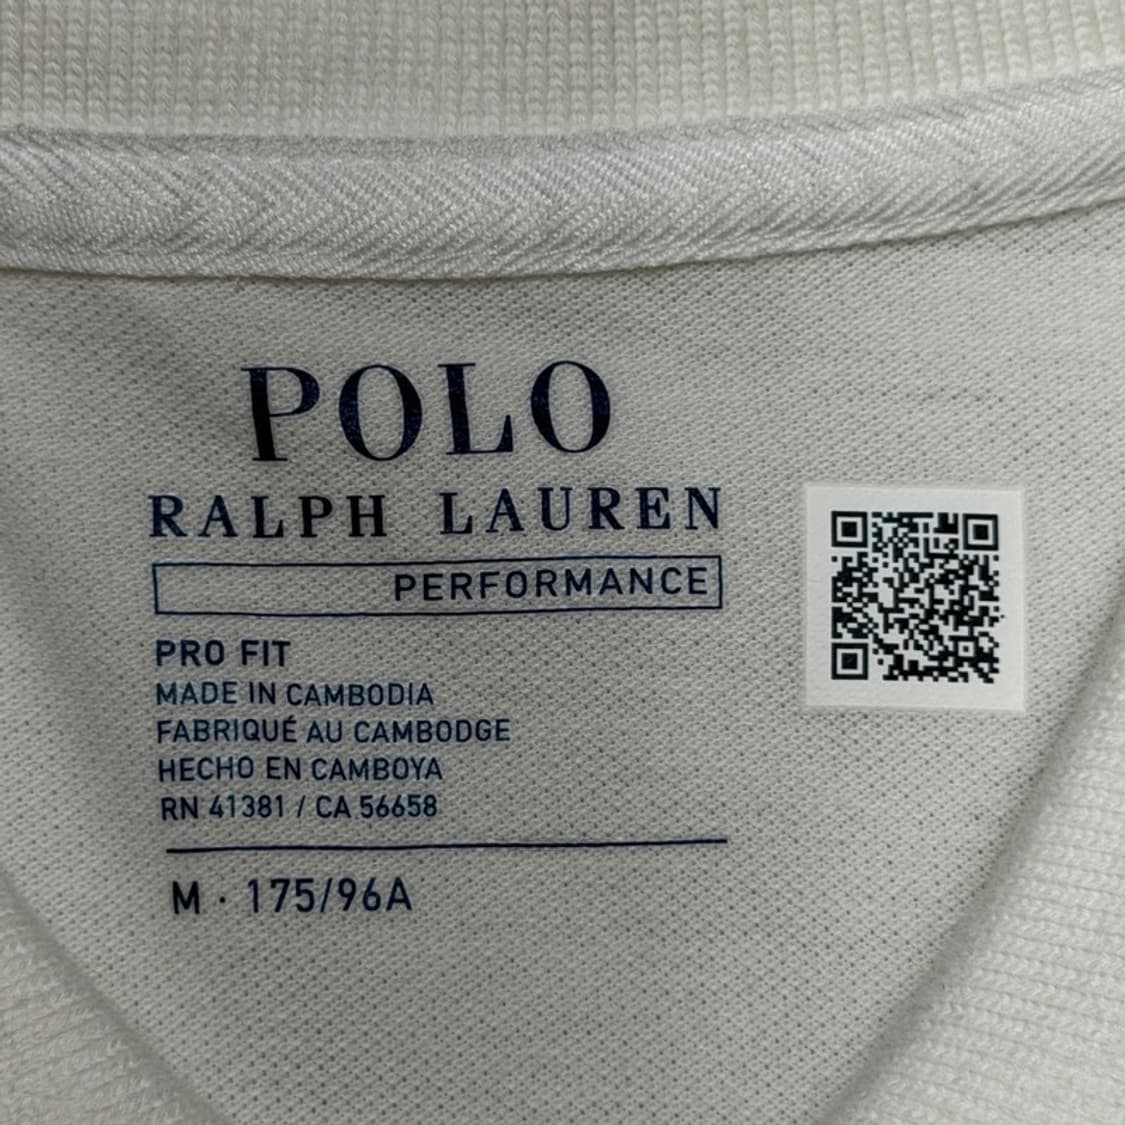 POLO
RALPH LAUREN
PERFORMANCE
PRO FIT
MADE IN CAMBODIA
FABRIQUÉ AU CAMBODGE
HECHO EN CAMBOYA
RN 41381 / CA 56658
M · 175/96A